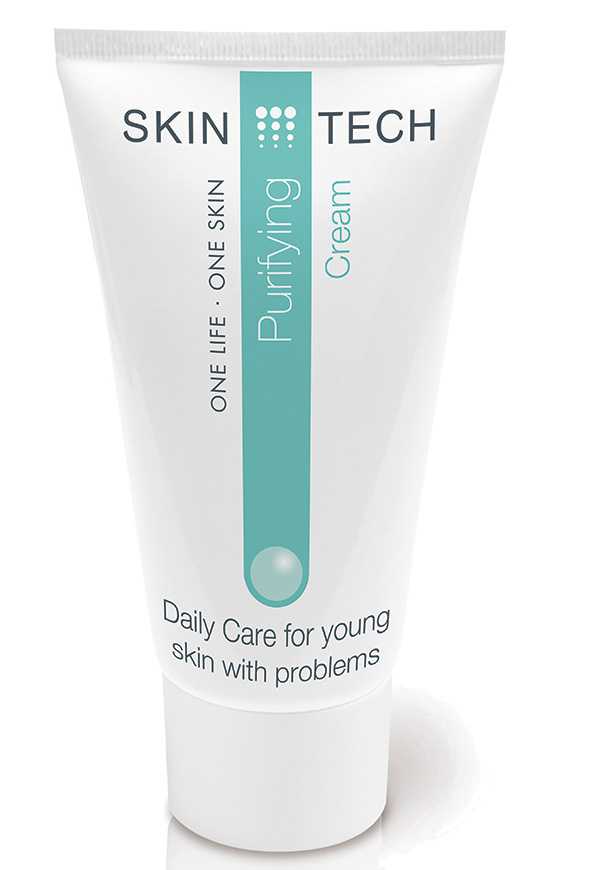 SKIN TECH
ONE LIFE · ONE SKIN
Purifying
Cream
Daily Care for young
skin with problems